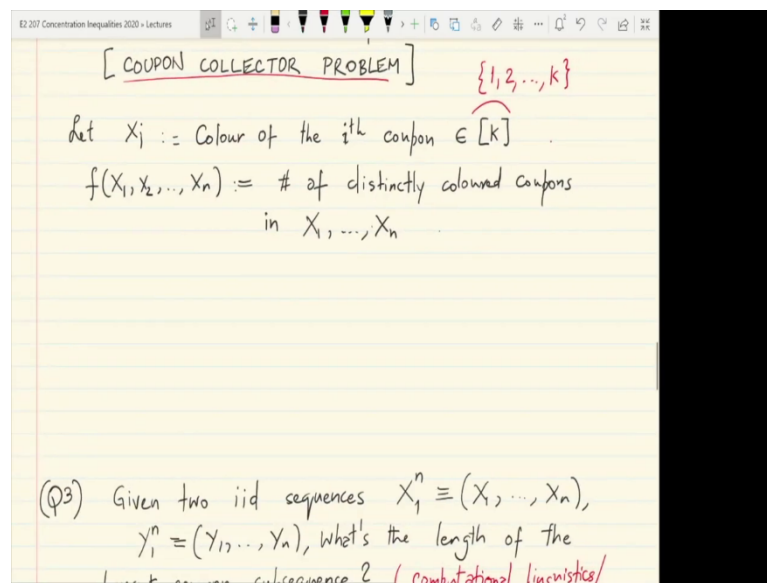 E2 207 Concentration Inequalities 2020 » Lectures
[ COUPON COLLECTOR PROBLEM ]
{1, 2, ..., k}
Let Xi := Colour of the ith coupon ∈ [k] .
f(X1, X2, .., Xn) := # of distinctly coloured coupons
in X1, ..., Xn .
(Q3) Given two iid sequences X₁ⁿ ≡ (X1, ..., Xn),
Y₁ⁿ = (Y1, .., Yn), What's the length of the
common subsequence ? ( computational linguistics/